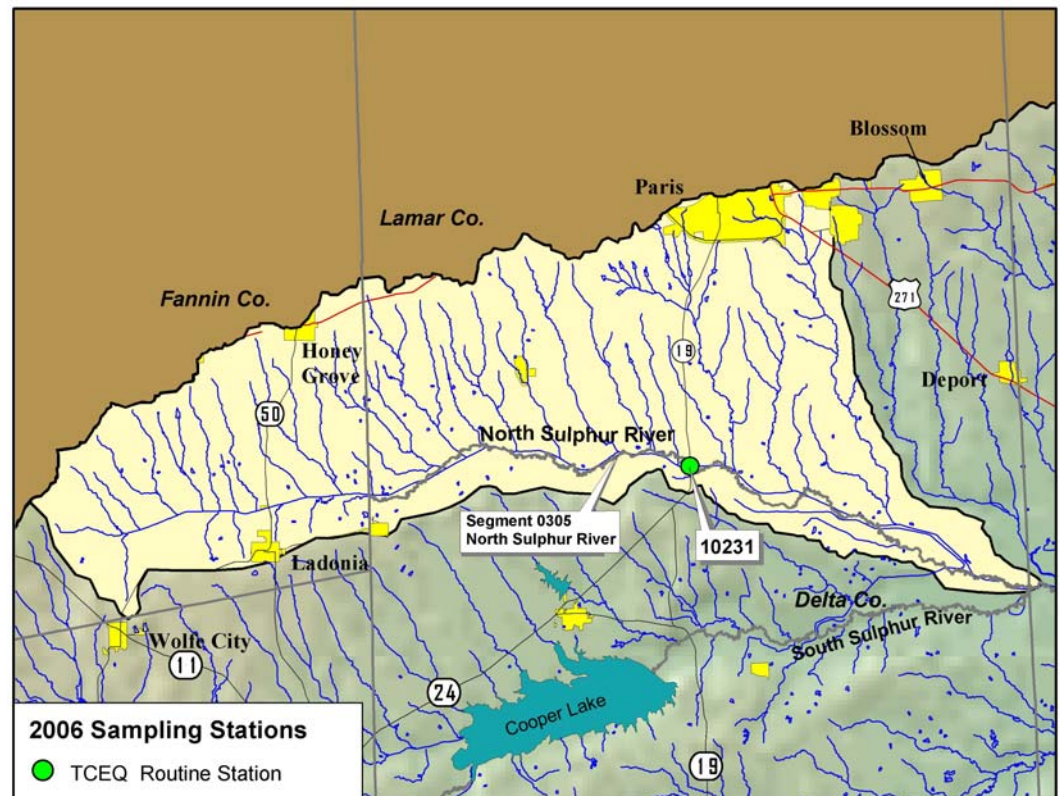 Blossom
Paris
Lamar Co.
Fannin Co.
271
Honey
Grove
19
Deport
50
North Sulphur River
Segment 0305
North Sulphur River
10231
Ladonia
Delta Co.
South Sulphur River
Wolfe City
11
24
Cooper Lake
19
2006 Sampling Stations
TCEQ Routine Station